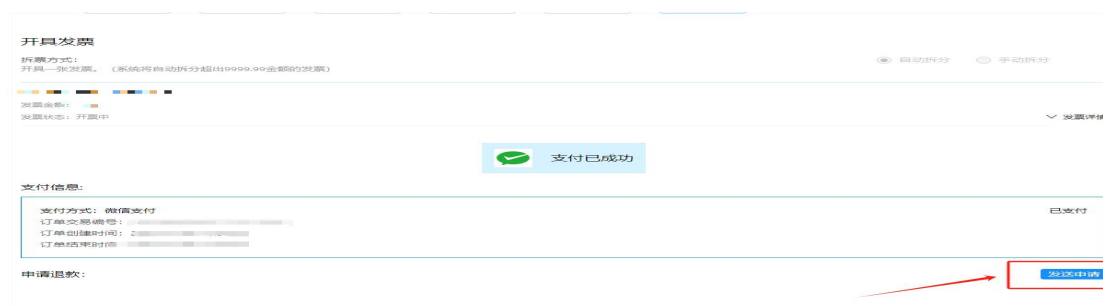 开具发票
拆票方式：
开具一张发票。（系统将自动拆分超出9999.99金额的发票）
自动拆分 手动拆分
发票金额：
发票状态：开票中
发票详情
支付已成功
支付信息:
支付方式：微信支付
已支付
订单交易编号：
订单创建时间：
订单结束时间
申请退款：
发送申请